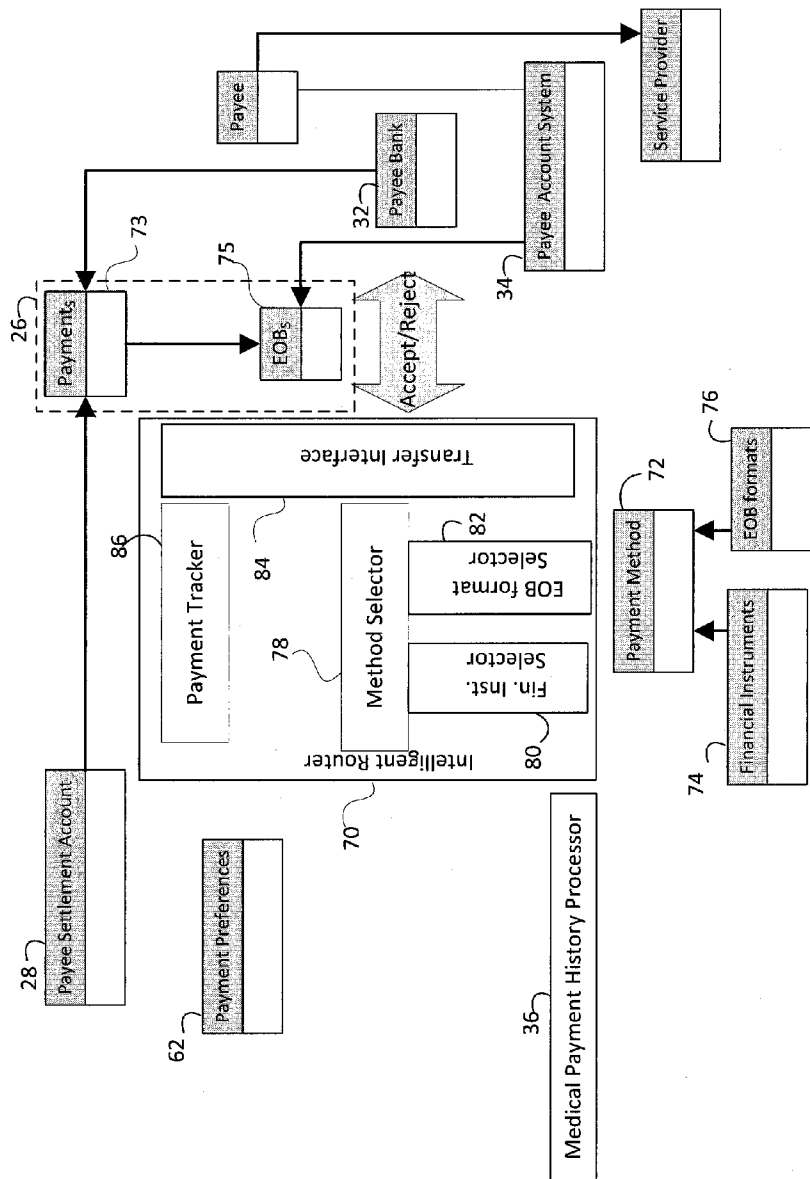 28
Payee Settlement Account
62
Payment Preferences
36
Medical Payment History Processor
70
Intelligent Router
86
Payment Tracker
84
Transfer Interface
78
Method Selector
80
Fin. Inst.
Selector
82
EOB format
Selector
74
Financial Instruments
72
Payment Method
76
EOB formats
26
Payments
73
75
EOBs
Accept/Reject
32
Payee Bank
34
Payee Account System
Payee
Service Provider